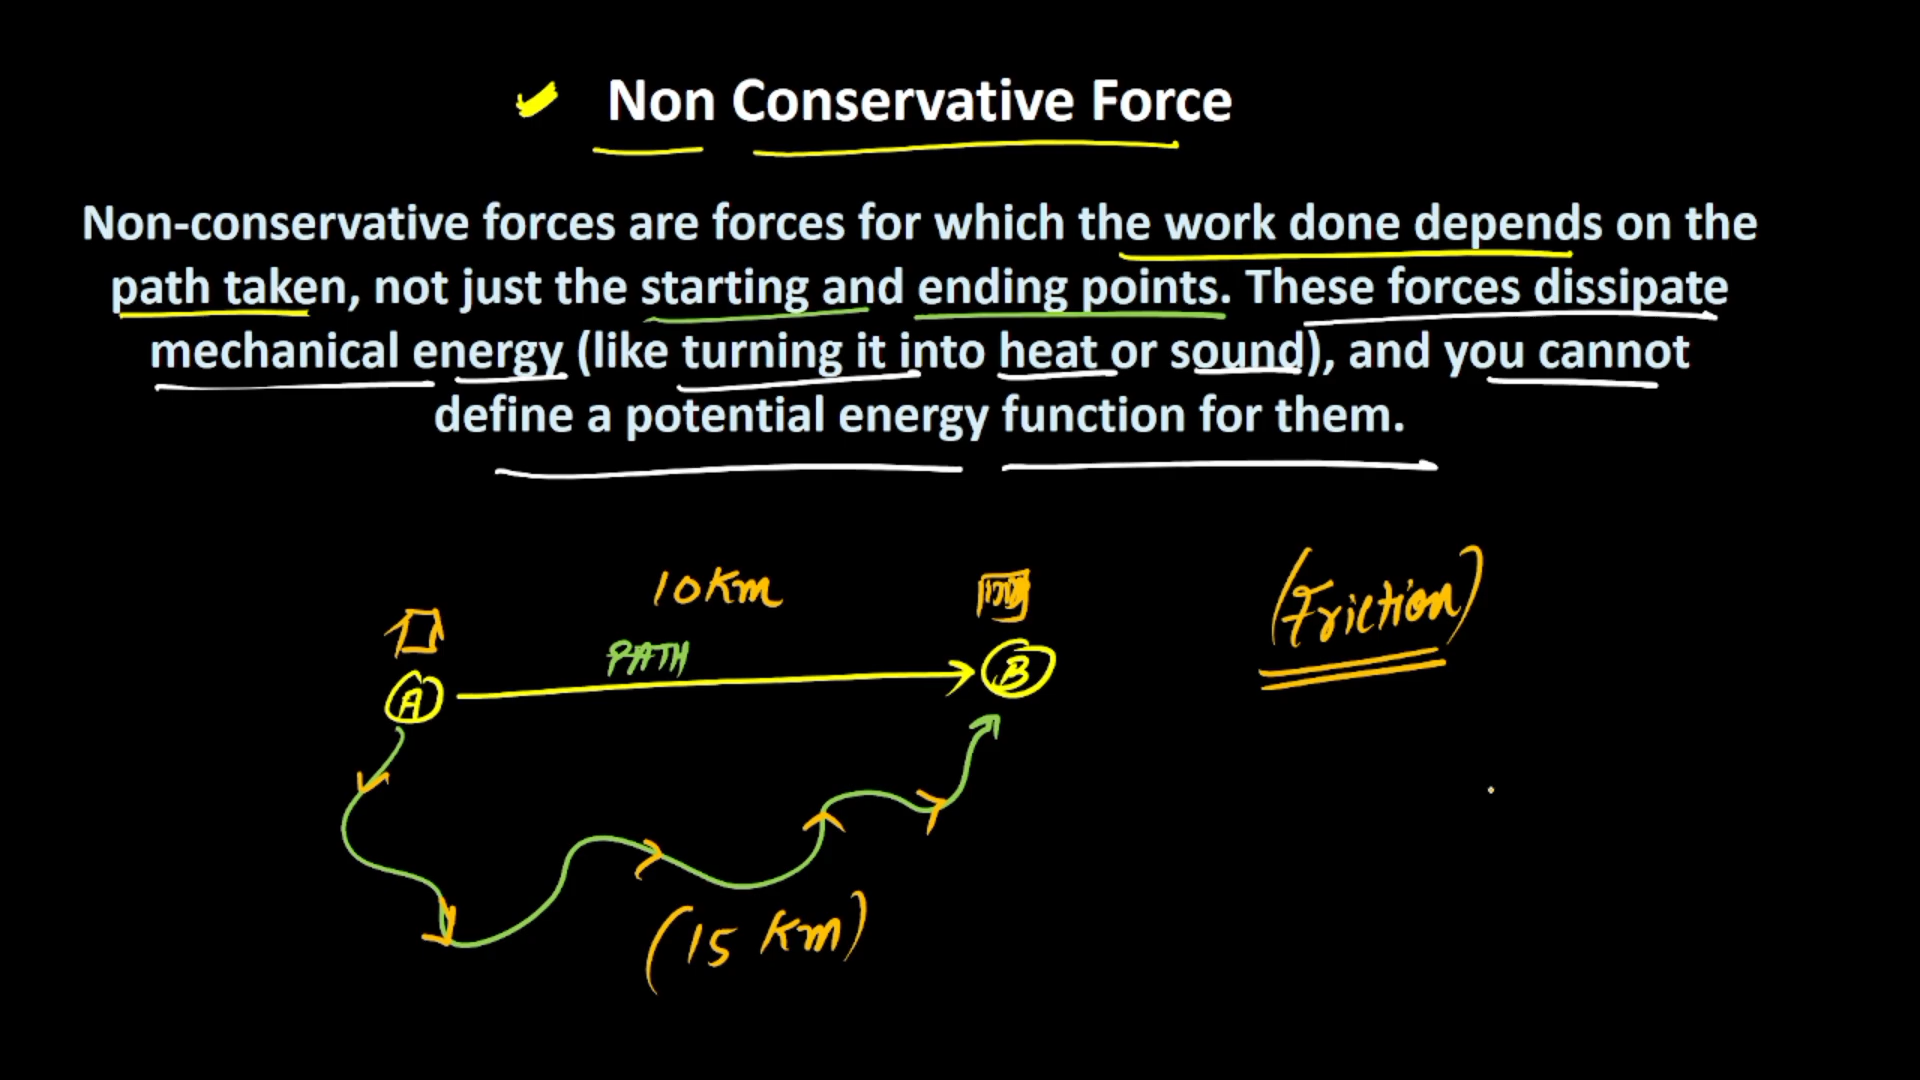 Non Conservative Force
Non-conservative forces are forces for which the work done depends on the
path taken, not just the starting and ending points. These forces dissipate
mechanical energy (like turning it into heat or sound), and you cannot
define a potential energy function for them.
10 Km
(Friction)
PATH
A
B
(15 Km)